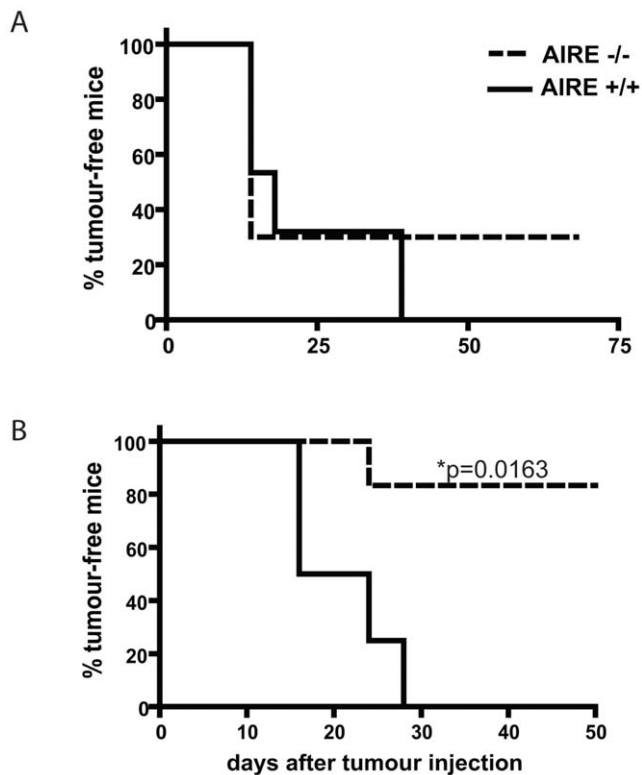 A
AIRE -/-
AIRE +/+
% tumour-free mice
100
80
60
40
20
0
0 25 50 75
B
*p=0.0163
% tumour-free mice
100
80
60
40
20
0
0 10 20 30 40 50
days after tumour injection